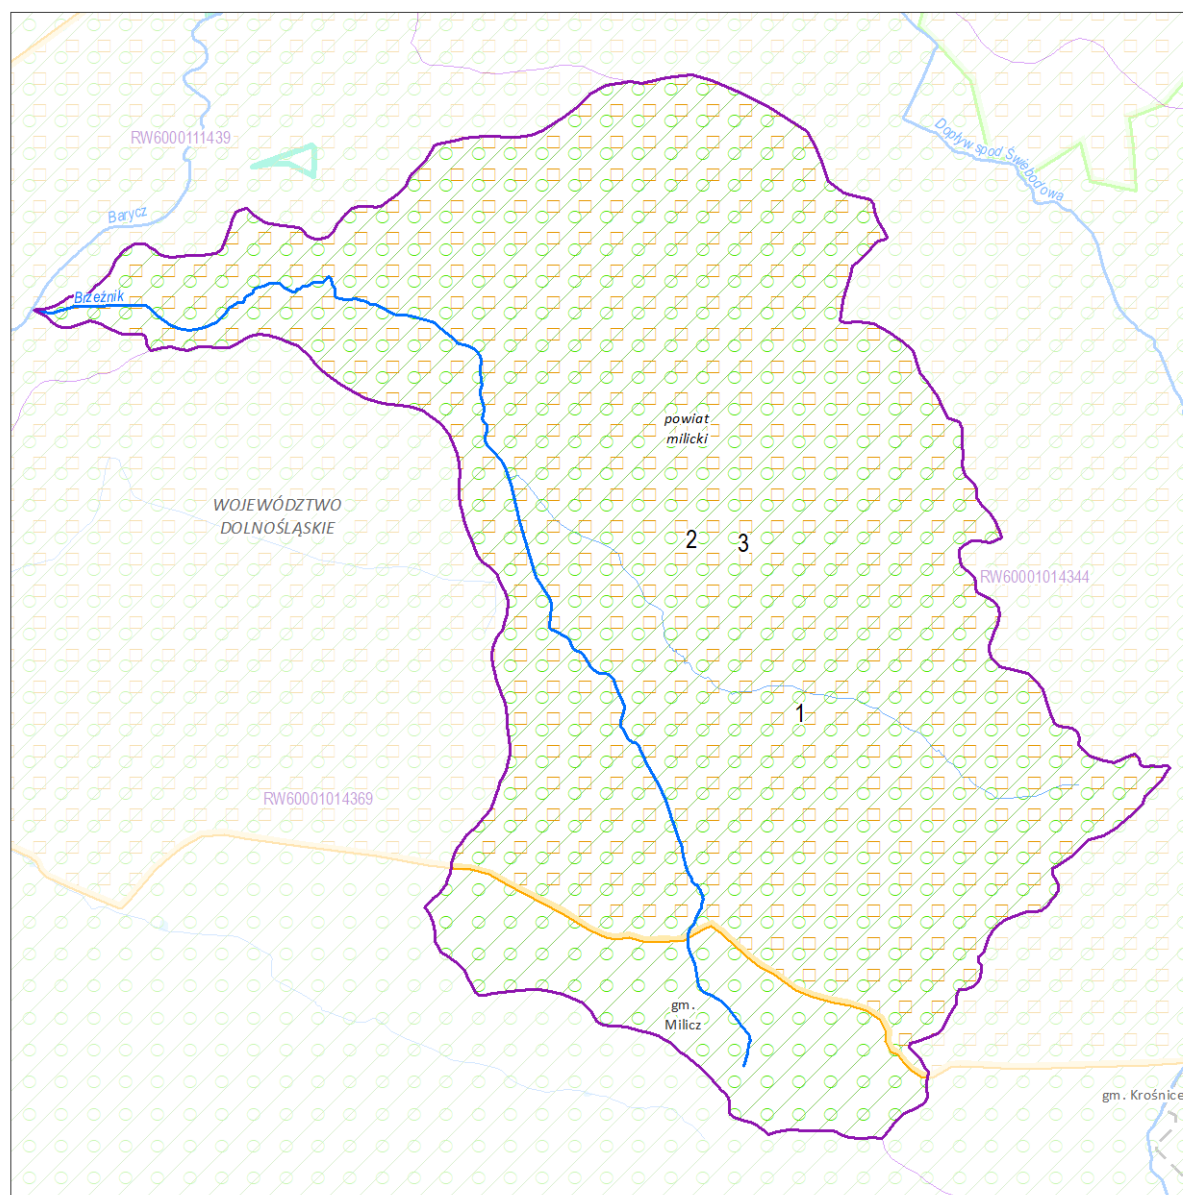 RW6000111439
Dopływ spod Świebodowa
Barycz
Brzeźnik
powiat
milicki
WOJEWÓDZTWO
DOLNOŚLĄSKIE
2
3
RW60001014344
1
RW60001014369
gm.
Milicz
gm. Krośnice